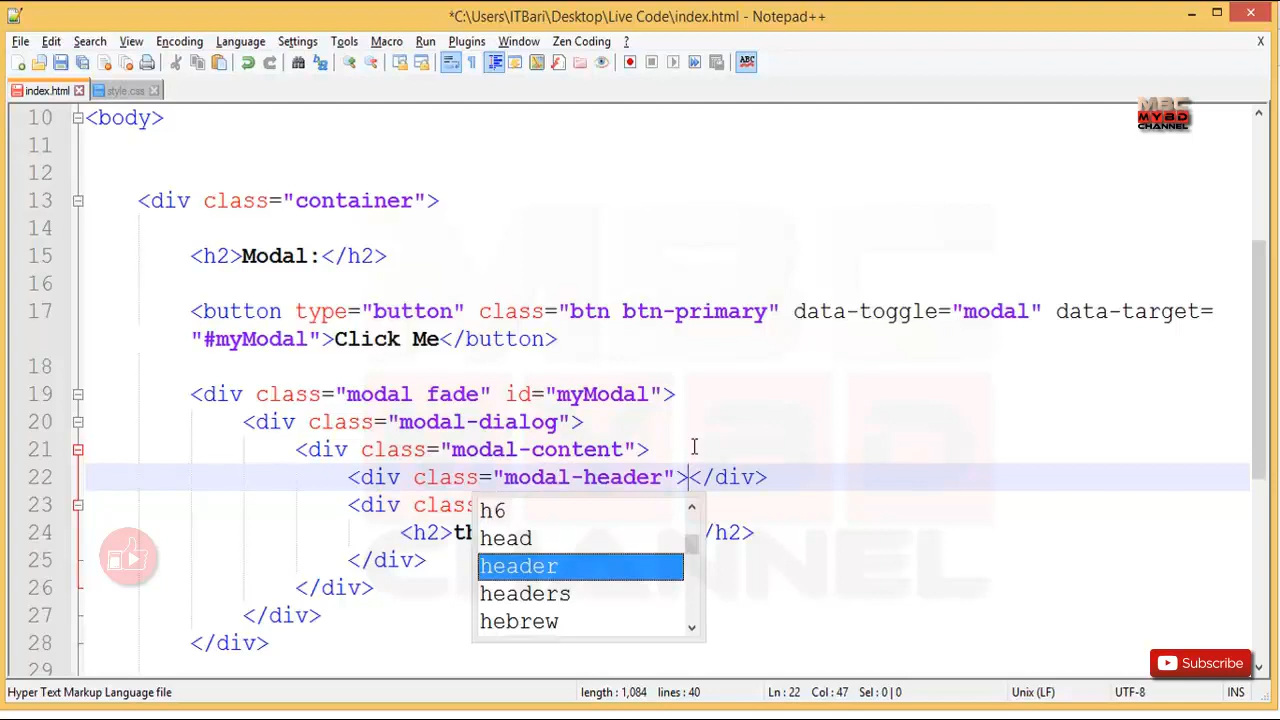 *C:\Users\ITBari\Desktop\Live Code\index.html - Notepad++
File Edit Search View Encoding Language Settings Tools Macro Run Plugins Window Zen Coding ? X
index.html style.css
MBC
MYBD
CHANNEL
10 <body>
11
12
13 <div class="container">
14
15 <h2>Modal:</h2>
16
17 <button type="button" class="btn btn-primary" data-toggle="modal" data-target=
"#myModal">Click Me</button>
18
19 <div class="modal fade" id="myModal">
20 <div class="modal-dialog">
21 <div class="modal-content">
22 <div class="modal-header"></div>
23 <div clas
24 <h2>th /h2>
25 </div>
26 </div>
27 </div>
28 </div>
29
h6
head
header
headers
hebrew
Subscribe
Hyper Text Markup Language file length : 1,084 lines : 40 Ln : 22 Col : 47 Sel : 0 | 0 Unix (LF) UTF-8 INS